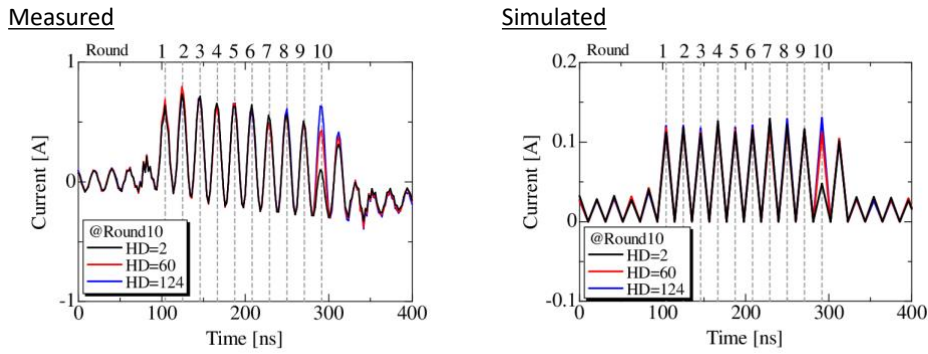 Measured
Round 1 2 3 4 5 6 7 8 9 10
1
0
-1
Current [A]
@Round10
HD=2
HD=60
HD=124
0 100 200 300 400
Time [ns]
Simulated
Round 1 2 3 4 5 6 7 8 9 10
0.2
0.1
0
-0.1
Current [A]
@Round10
HD=2
HD=60
HD=124
0 100 200 300 400
Time [ns]